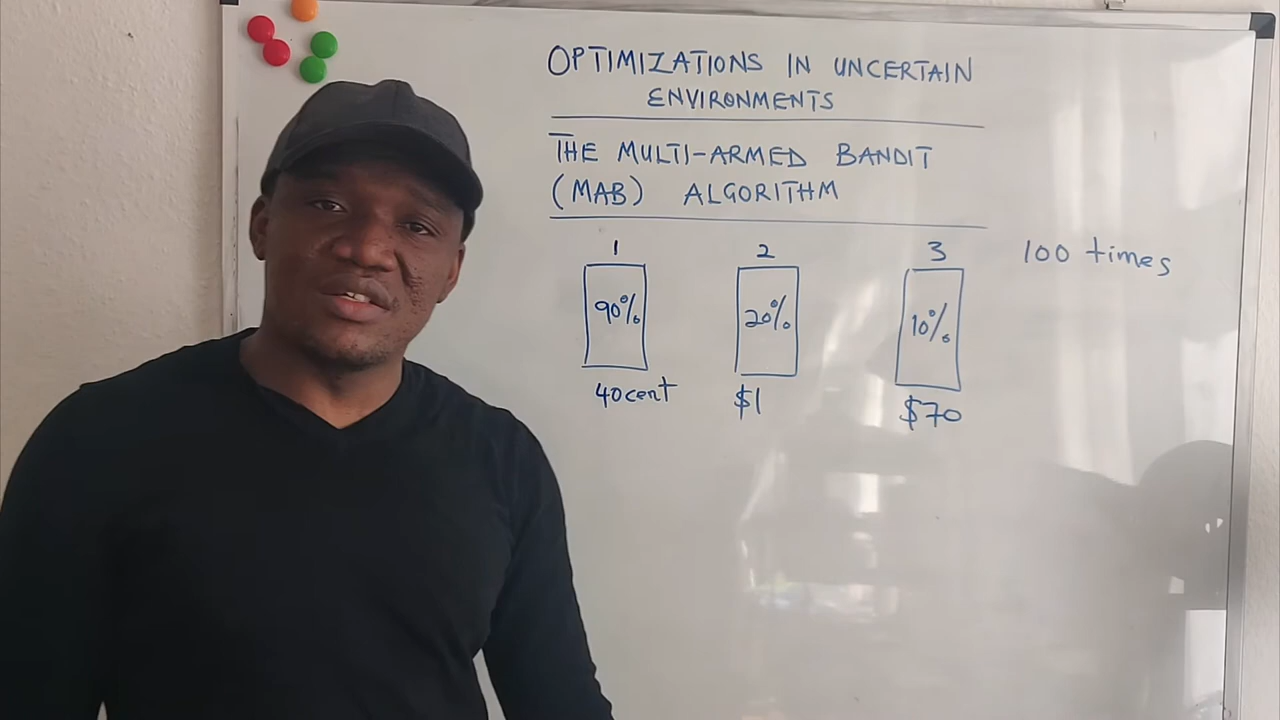 OPTIMIZATIONS IN UNCERTAIN
ENVIRONMENTS
THE MULTI-ARMED BANDIT
(MAB) ALGORITHM
1 2 3 100 times
90% 20% 10%
40cent $1 $70